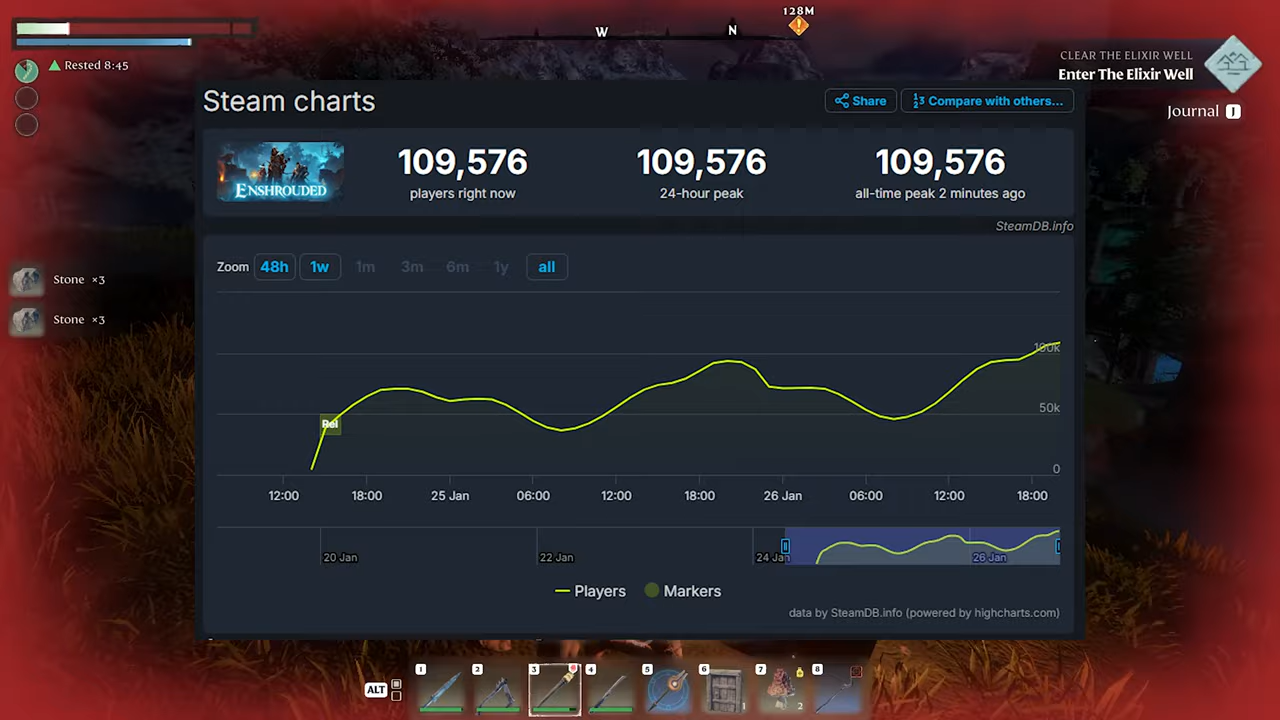 128M
W
N
Rested 8:45
CLEAR THE ELIXIR WELL
Enter The Elixir Well
Journal J
Steam charts
Share
Compare with others...
ENSHROUDED
109,576
players right now
109,576
24-hour peak
109,576
all-time peak 2 minutes ago
SteamDB.info
Zoom 48h 1w 1m 3m 6m 1y all
Stone ×3
Stone ×3
100k
50k
0
Rel
12:00 18:00 25 Jan 06:00 12:00 18:00 26 Jan 06:00 12:00 18:00
20 Jan 22 Jan 24 Jan 26 Jan
Players Markers
data by SteamDB.info (powered by highcharts.com)
ALT
1 2 3 4 5 6 7 8
1 2